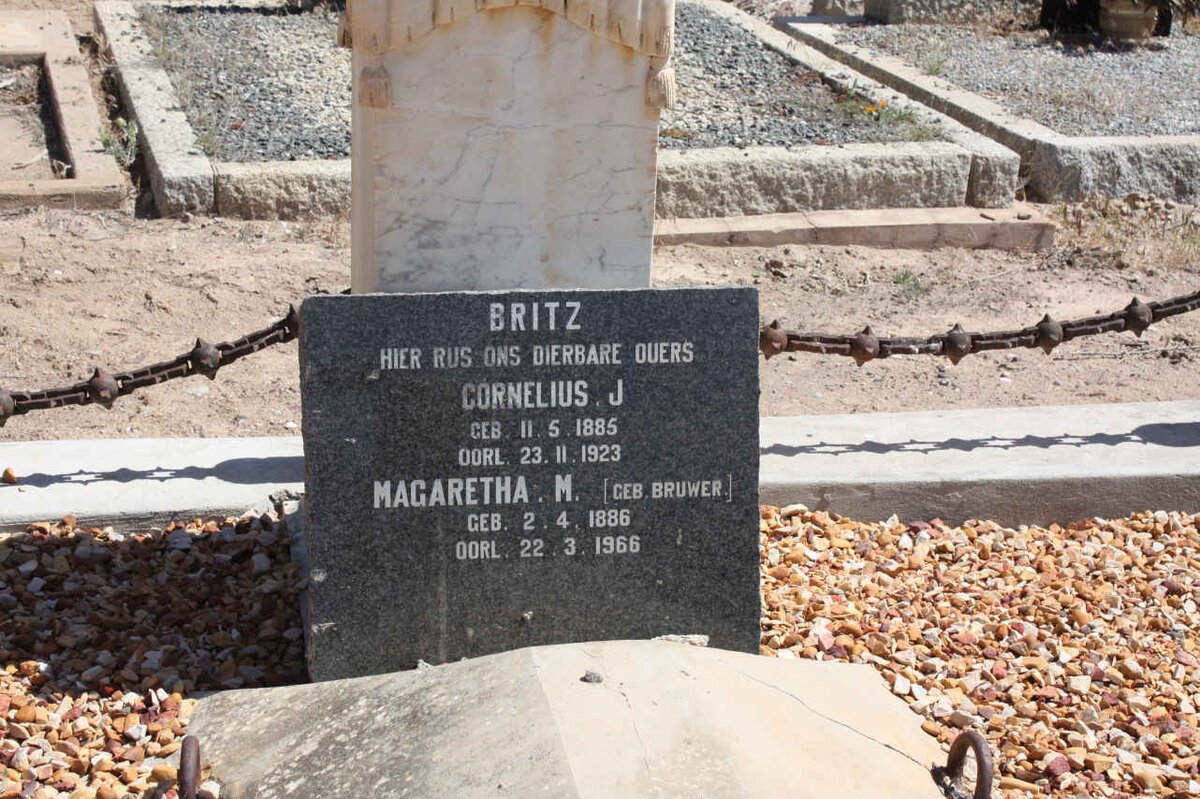 BRITZ
HIER RUS ONS DIERBARE OUERS
CORNELIUS. J
GEB. 11. 5. 1885
OORL. 23. 11. 1923
MAGARETHA. M. [GEB. BRUWER.]
GEB. 2. 4. 1886
OORL. 22. 3. 1966